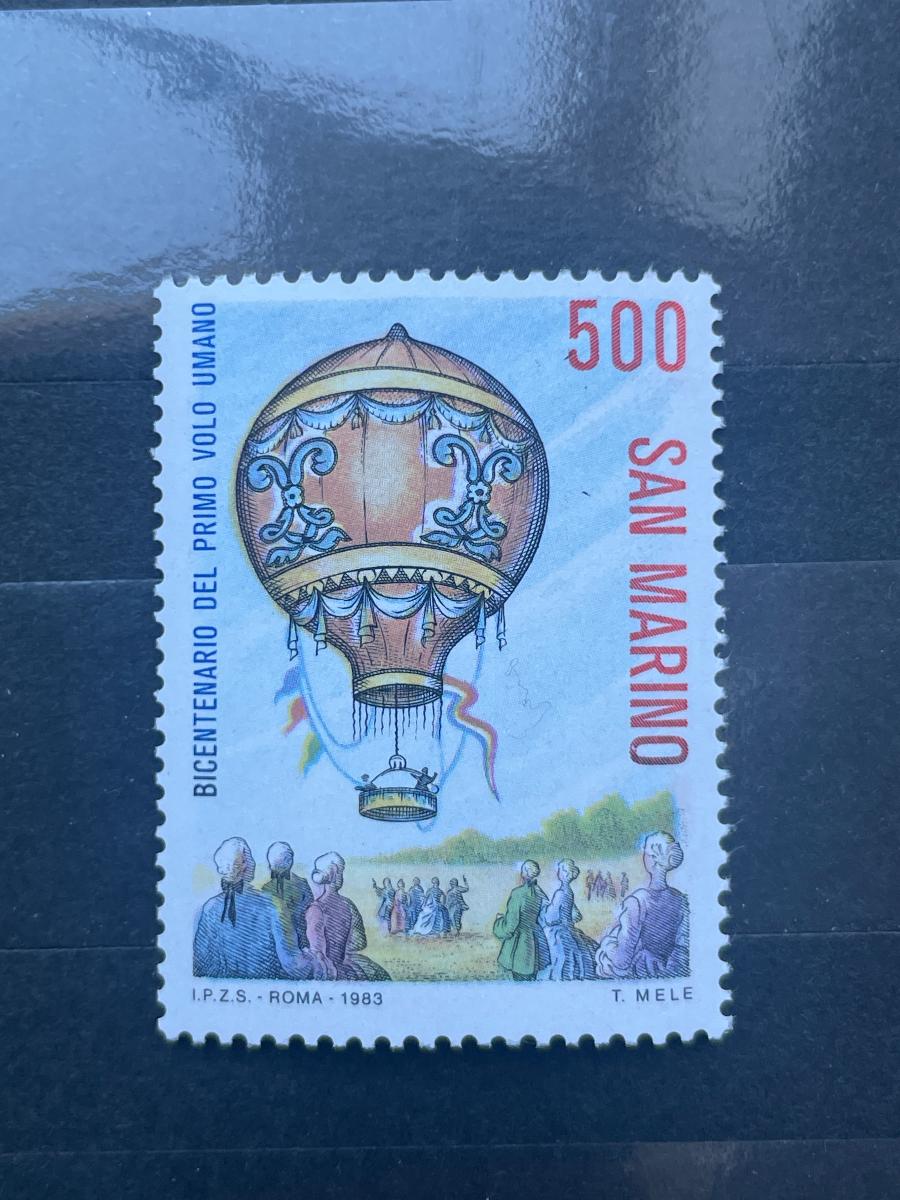 BICENTENARIO DEL PRIMO VOLO UMANO
500
SAN MARINO
I.P.Z.S. - ROMA - 1983
T. MELE